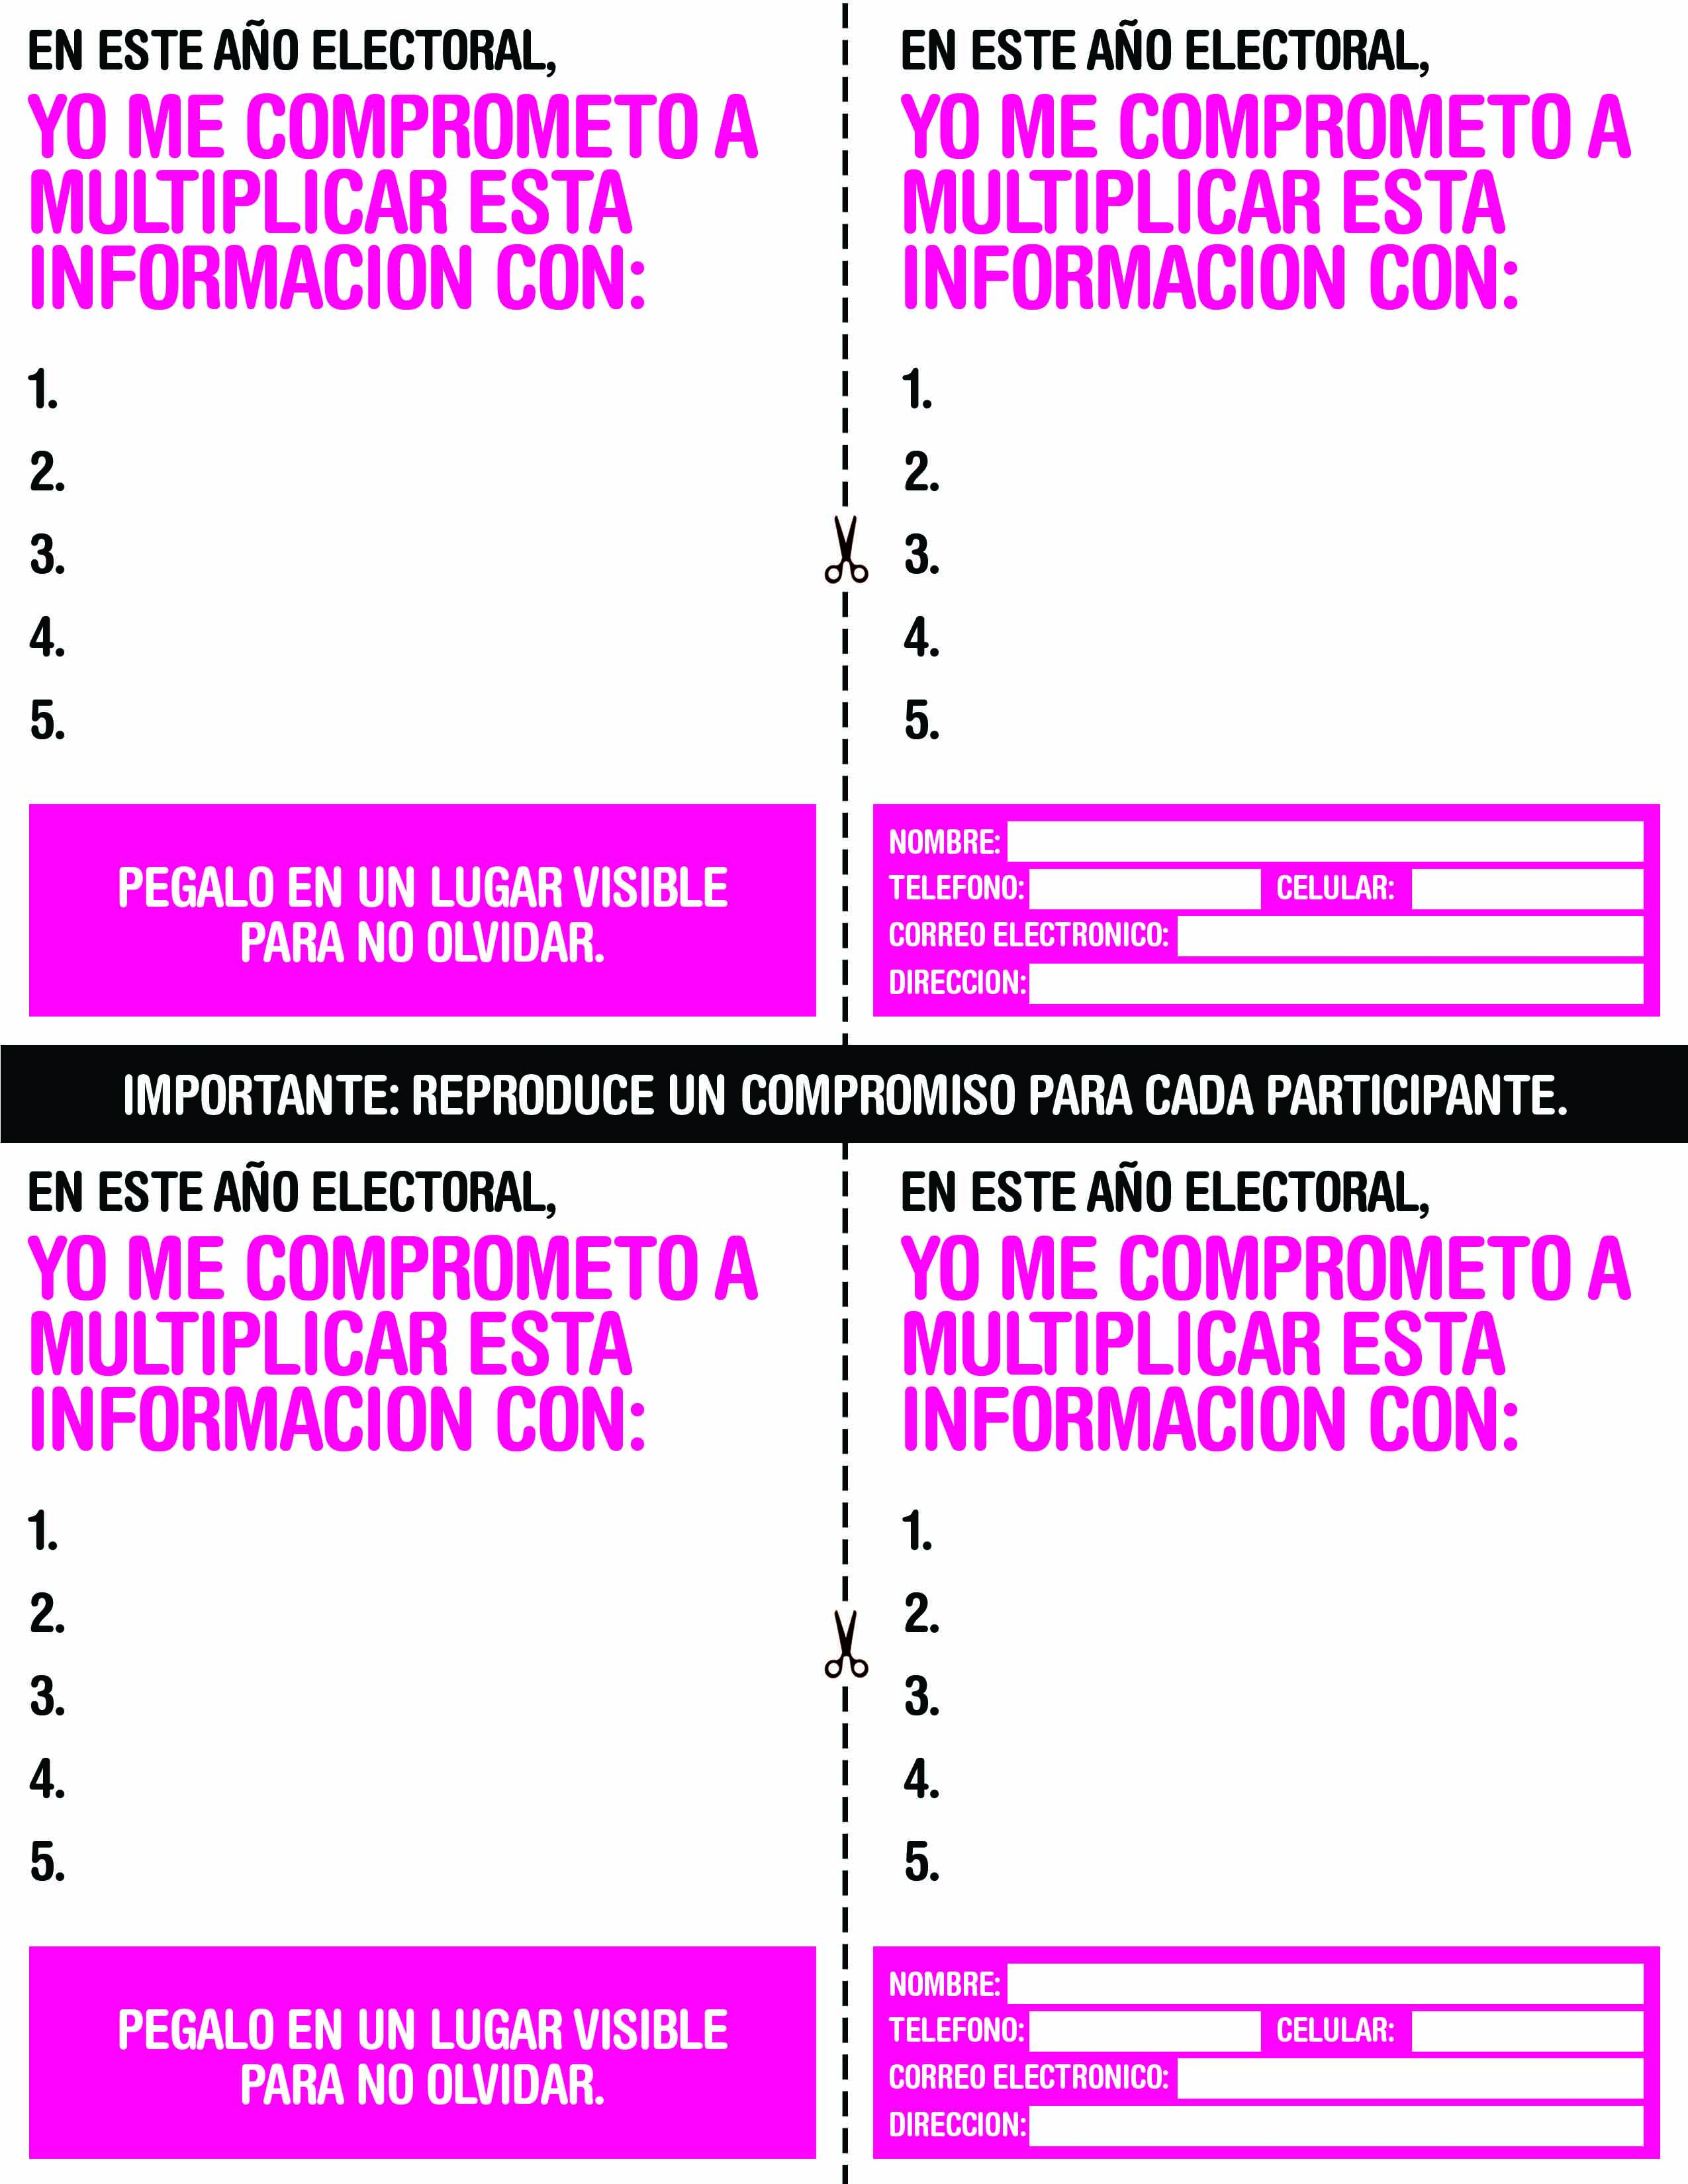 EN ESTE AÑO ELECTORAL,
YO ME COMPROMETO A
MULTIPLICAR ESTA
INFORMACION CON:
1.
2.
3.
4.
5.
PEGALO EN UN LUGAR VISIBLE
PARA NO OLVIDAR.
EN ESTE AÑO ELECTORAL,
YO ME COMPROMETO A
MULTIPLICAR ESTA
INFORMACION CON:
1.
2.
3.
4.
5.
NOMBRE:
TELEFONO: CELULAR:
CORREO ELECTRONICO:
DIRECCION:
IMPORTANTE: REPRODUCE UN COMPROMISO PARA CADA PARTICIPANTE.
EN ESTE AÑO ELECTORAL,
YO ME COMPROMETO A
MULTIPLICAR ESTA
INFORMACION CON:
1.
2.
3.
4.
5.
PEGALO EN UN LUGAR VISIBLE
PARA NO OLVIDAR.
EN ESTE AÑO ELECTORAL,
YO ME COMPROMETO A
MULTIPLICAR ESTA
INFORMACION CON:
1.
2.
3.
4.
5.
NOMBRE:
TELEFONO: CELULAR:
CORREO ELECTRONICO:
DIRECCION: